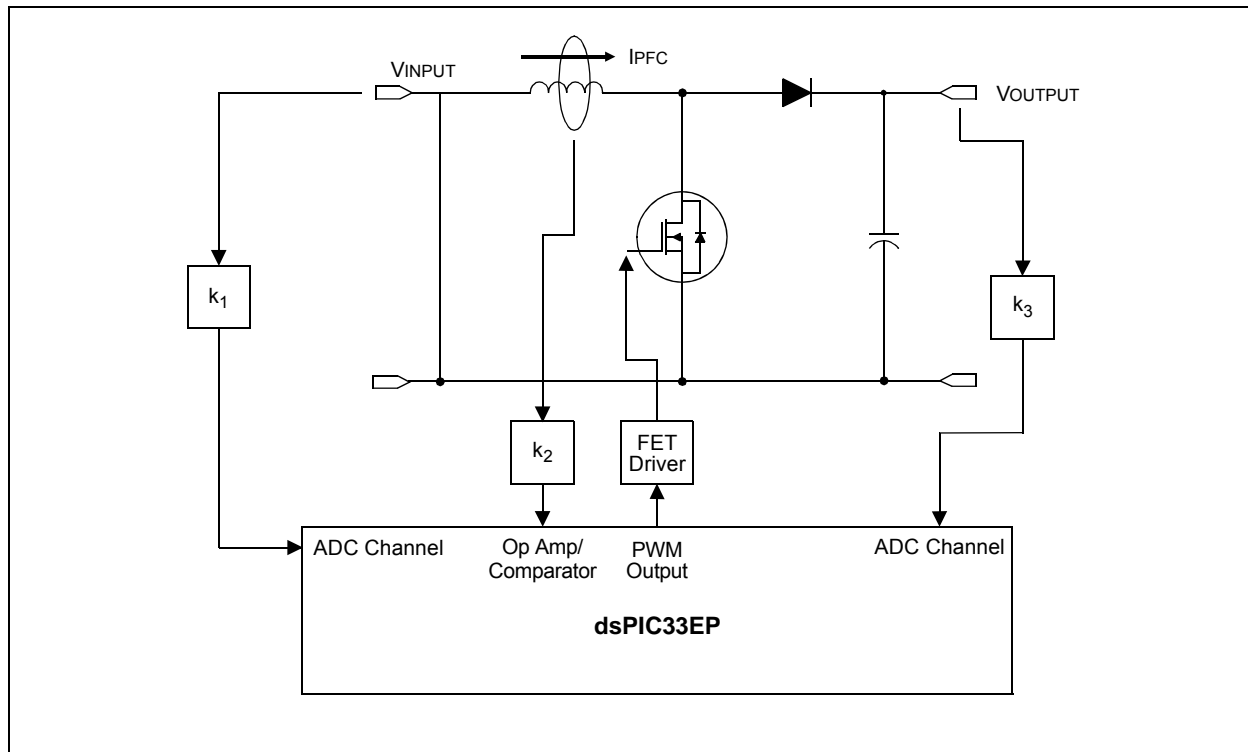 IPFC
VINPUT
VOUTPUT
k1
k3
k2
FET
Driver
ADC Channel
Op Amp/
Comparator
PWM
Output
ADC Channel
dsPIC33EP